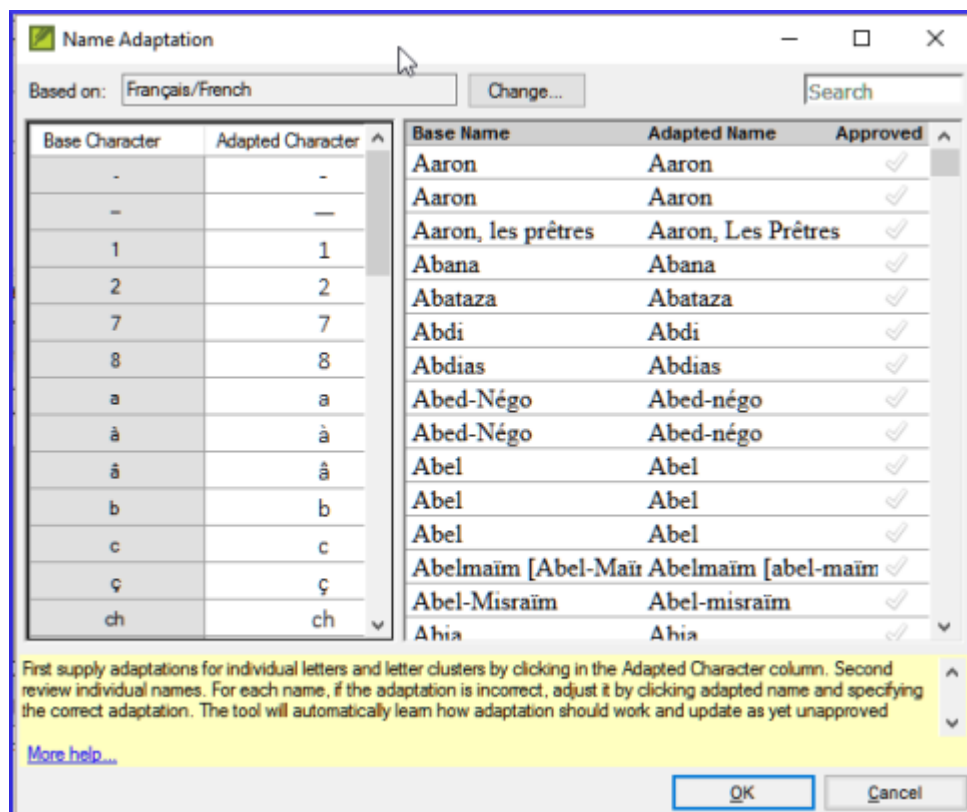 Name Adaptation
Based on: Français/French Change... Search
Base Character Adapted Character
- -
– —
1 1
2 2
7 7
8 8
a a
à à
â â
b b
c c
ç ç
ch ch
Base Name Adapted Name Approved
Aaron Aaron
Aaron Aaron
Aaron, les prêtres Aaron, Les Prêtres
Abana Abana
Abataza Abataza
Abdi Abdi
Abdias Abdias
Abed-Négo Abed-négo
Abed-Négo Abed-négo
Abel Abel
Abel Abel
Abel Abel
Abelmaïm [Abel-Maïm Abelmaïm [abel-maïm
Abel-Misraïm Abel-misraïm
Abia Abia
First supply adaptations for individual letters and letter clusters by clicking in the Adapted Character column. Second
review individual names. For each name, if the adaptation is incorrect, adjust it by clicking adapted name and specifying
the correct adaptation. The tool will automatically learn how adaptation should work and update as yet unapproved
More help...
OK Cancel